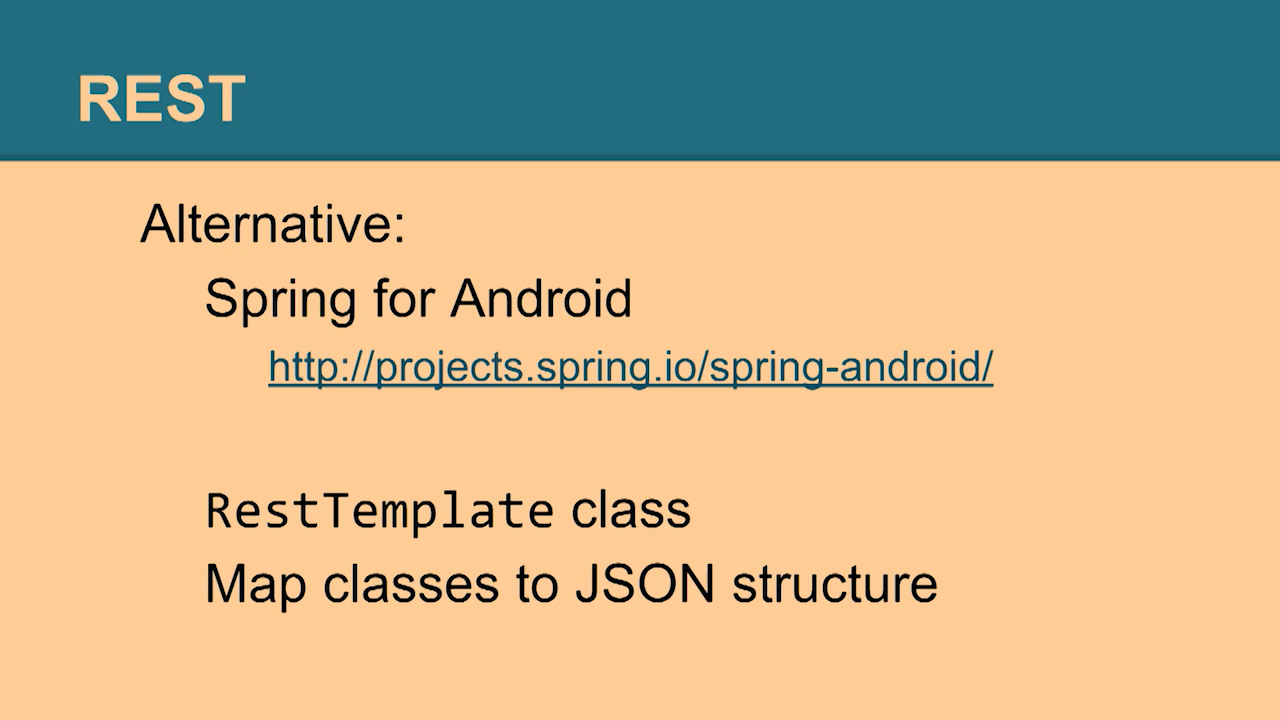 REST
Alternative:
Spring for Android
http://projects.spring.io/spring-android/
RestTemplate class
Map classes to JSON structure